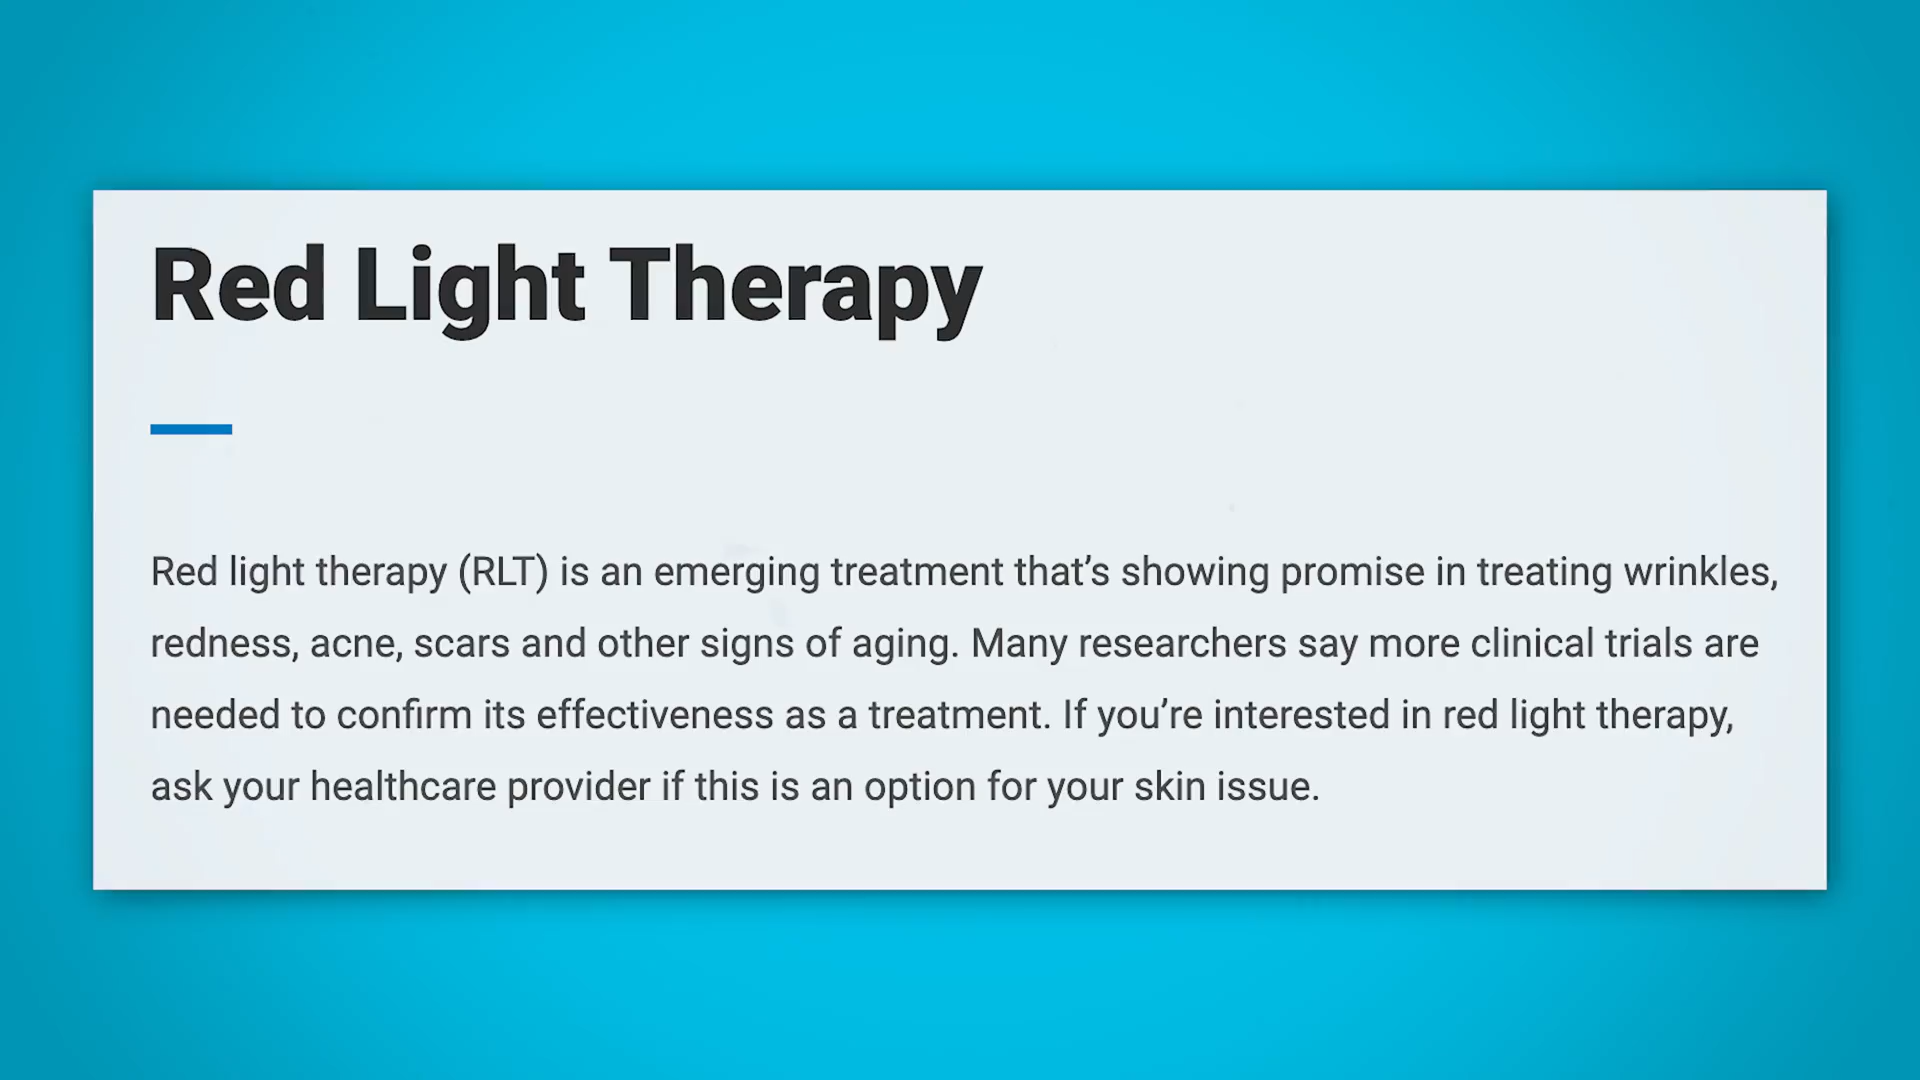 Red Light Therapy
Red light therapy (RLT) is an emerging treatment that’s showing promise in treating wrinkles,
redness, acne, scars and other signs of aging. Many researchers say more clinical trials are
needed to confirm its effectiveness as a treatment. If you’re interested in red light therapy,
ask your healthcare provider if this is an option for your skin issue.